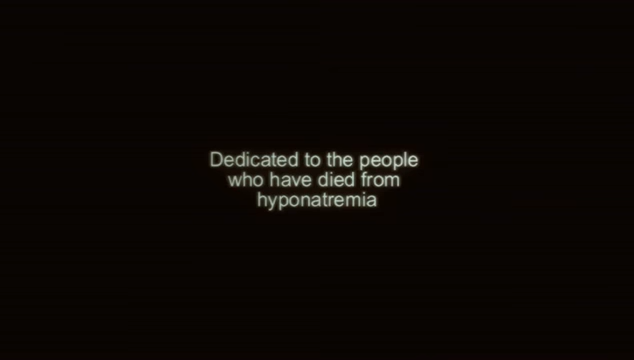 Dedicated to the people
who have died from
hyponatremia